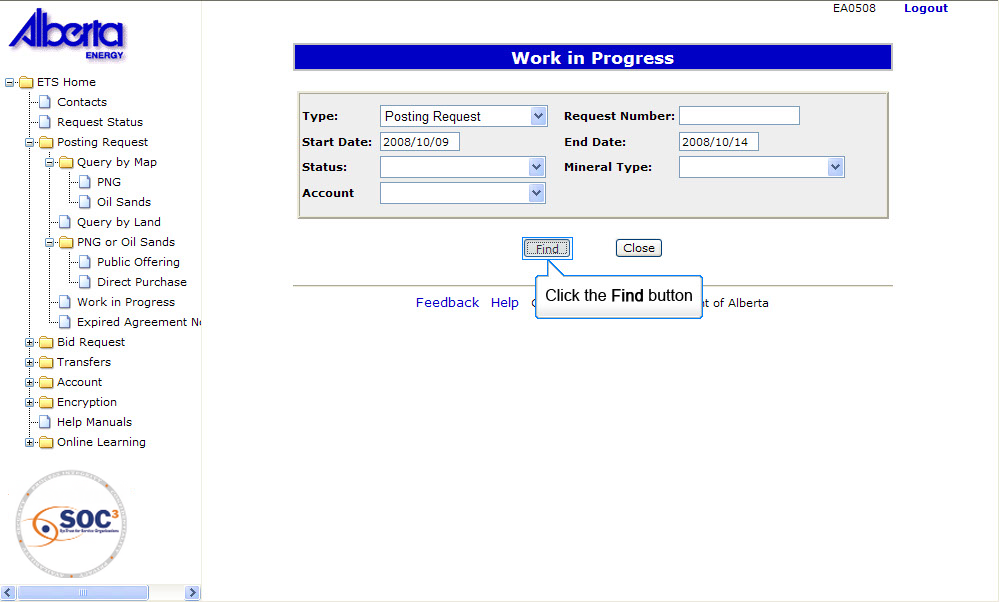 EA0508 Logout
Alberta
ENERGY
Work in Progress
ETS Home
Contacts
Request Status
Posting Request
Query by Map
PNG
Oil Sands
Query by Land
PNG or Oil Sands
Public Offering
Direct Purchase
Work in Progress
Expired Agreement No
Bid Request
Transfers
Account
Encryption
Help Manuals
Online Learning
Type: Posting Request Request Number:
Start Date: 2008/10/09 End Date: 2008/10/14
Status: Mineral Type:
Account
Find Close
Click the Find button
Feedback Help t of Alberta
SOC3